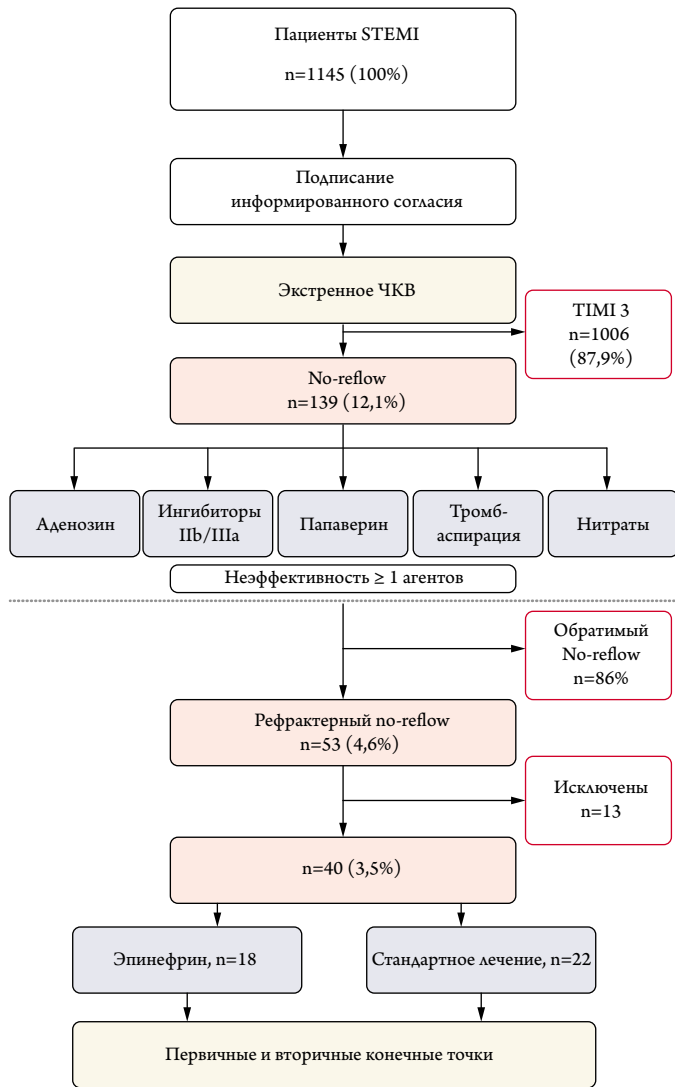 Пациенты STEMI
n=1145 (100%)
Подписание
информированного согласия
Экстренное ЧКВ
TIMI 3
n=1006
(87,9%)
No-reflow
n=139 (12,1%)
Аденозин
Ингибиторы
IIb/IIIa
Папаверин
Тромб-
аспирация
Нитраты
Неэффективность ≥ 1 агентов
Обратимый
No-reflow
n=86%
Рефрактерный no-reflow
n=53 (4,6%)
Исключены
n=13
n=40 (3,5%)
Эпинефрин, n=18
Стандартное лечение, n=22
Первичные и вторичные конечные точки